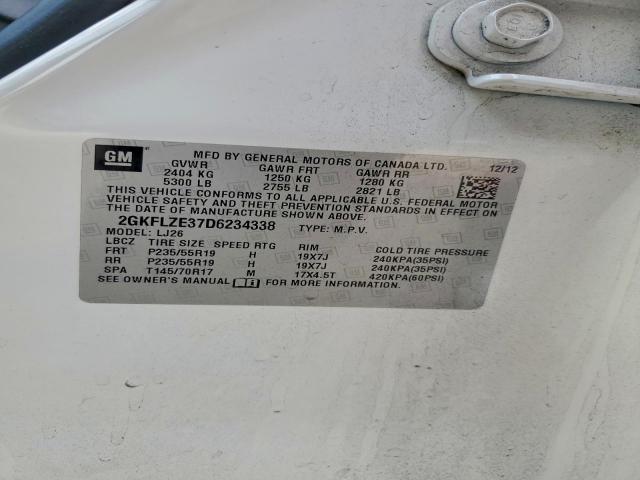 GM
MFD BY GENERAL MOTORS OF CANADA LTD. 12/12
GVWR GAWR FRT GAWR RR
2404 KG 1250 KG 1280 KG
5300 LB 2755 LB 2821 LB
THIS VEHICLE CONFORMS TO ALL APPLICABLE U.S. FEDERAL MOTOR
VEHICLE SAFETY AND THEFT PREVENTION STANDARDS IN EFFECT ON
THE DATE OF MANUFACTURE SHOWN ABOVE.
2GKFLZE37D6234338 TYPE: M.P.V.
MODEL: LJ26
LBCZ TIRE SIZE SPEED RTG RIM COLD TIRE PRESSURE
FRT P235/55R19 H 19X7J 240KPA(35PSI)
RR P235/55R19 H 19X7J 240KPA(35PSI)
SPA T145/70R17 M 17X4.5T 420KPA(60PSI)
SEE OWNER'S MANUAL FOR MORE INFORMATION.